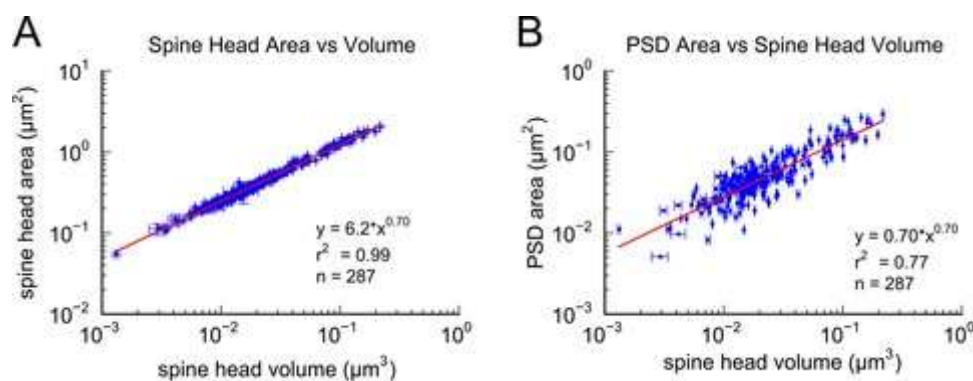 A
Spine Head Area vs Volume
10¹
10⁰
10⁻¹
10⁻²
spine head area (µm²)
y = 6.2*x^0.70
r² = 0.99
n = 287
10⁻³ 10⁻² 10⁻¹ 10⁰
spine head volume (µm³)
B
PSD Area vs Spine Head Volume
10⁰
10⁻¹
10⁻²
10⁻³
PSD area (µm²)
y = 0.70*x^0.70
r² = 0.77
n = 287
10⁻³ 10⁻² 10⁻¹ 10⁰
spine head volume (µm³)